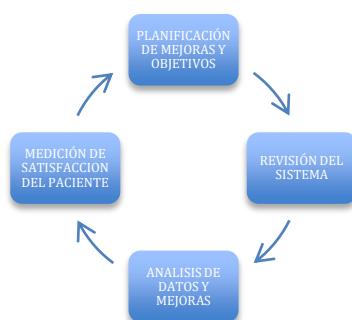 PLANIFICACIÓN
DE MEJORAS Y
OBJETIVOS
REVISIÓN DEL
SISTEMA
ANALISIS DE
DATOS Y
MEJORAS
MEDICIÓN DE
SATISFACCION
DEL PACIENTE